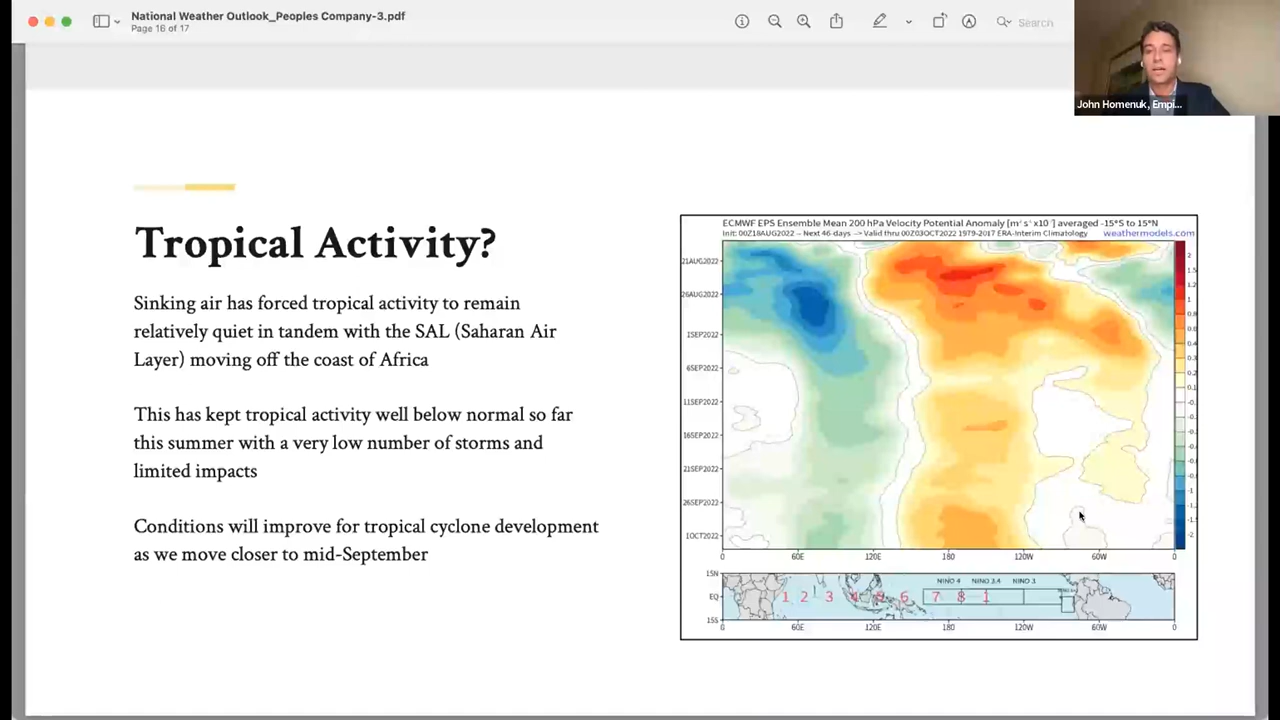 National Weather Outlook_Peoples Company-3.pdf
Page 16 of 17
Search
John Homenuk, Empi...
Tropical Activity?
Sinking air has forced tropical activity to remain
relatively quiet in tandem with the SAL (Saharan Air
Layer) moving off the coast of Africa
This has kept tropical activity well below normal so far
this summer with a very low number of storms and
limited impacts
Conditions will improve for tropical cyclone development
as we move closer to mid-September
ECMWF EPS Ensemble Mean 200 hPa Velocity Potential Anomaly [m² s⁻¹ x10⁷] averaged -15°S to 15°N
Init: 00Z18AUG2022 -- Next 46 days --> Valid thru 00Z03OCT2022 1979-2017 ERA-Interim Climatology
weathermodels.com
21AUG2022
26AUG2022
1SEP2022
6SEP2022
11SEP2022
16SEP2022
21SEP2022
26SEP2022
1OCT2022
0 60E 120E 180 120W 60W 0
2
1.5
1
NINO 4 NINO 3.4 NINO 3
15N
EQ
15S
1 2 3 4 5 6 7 8 1
0 60E 120E 180 120W 60W 0